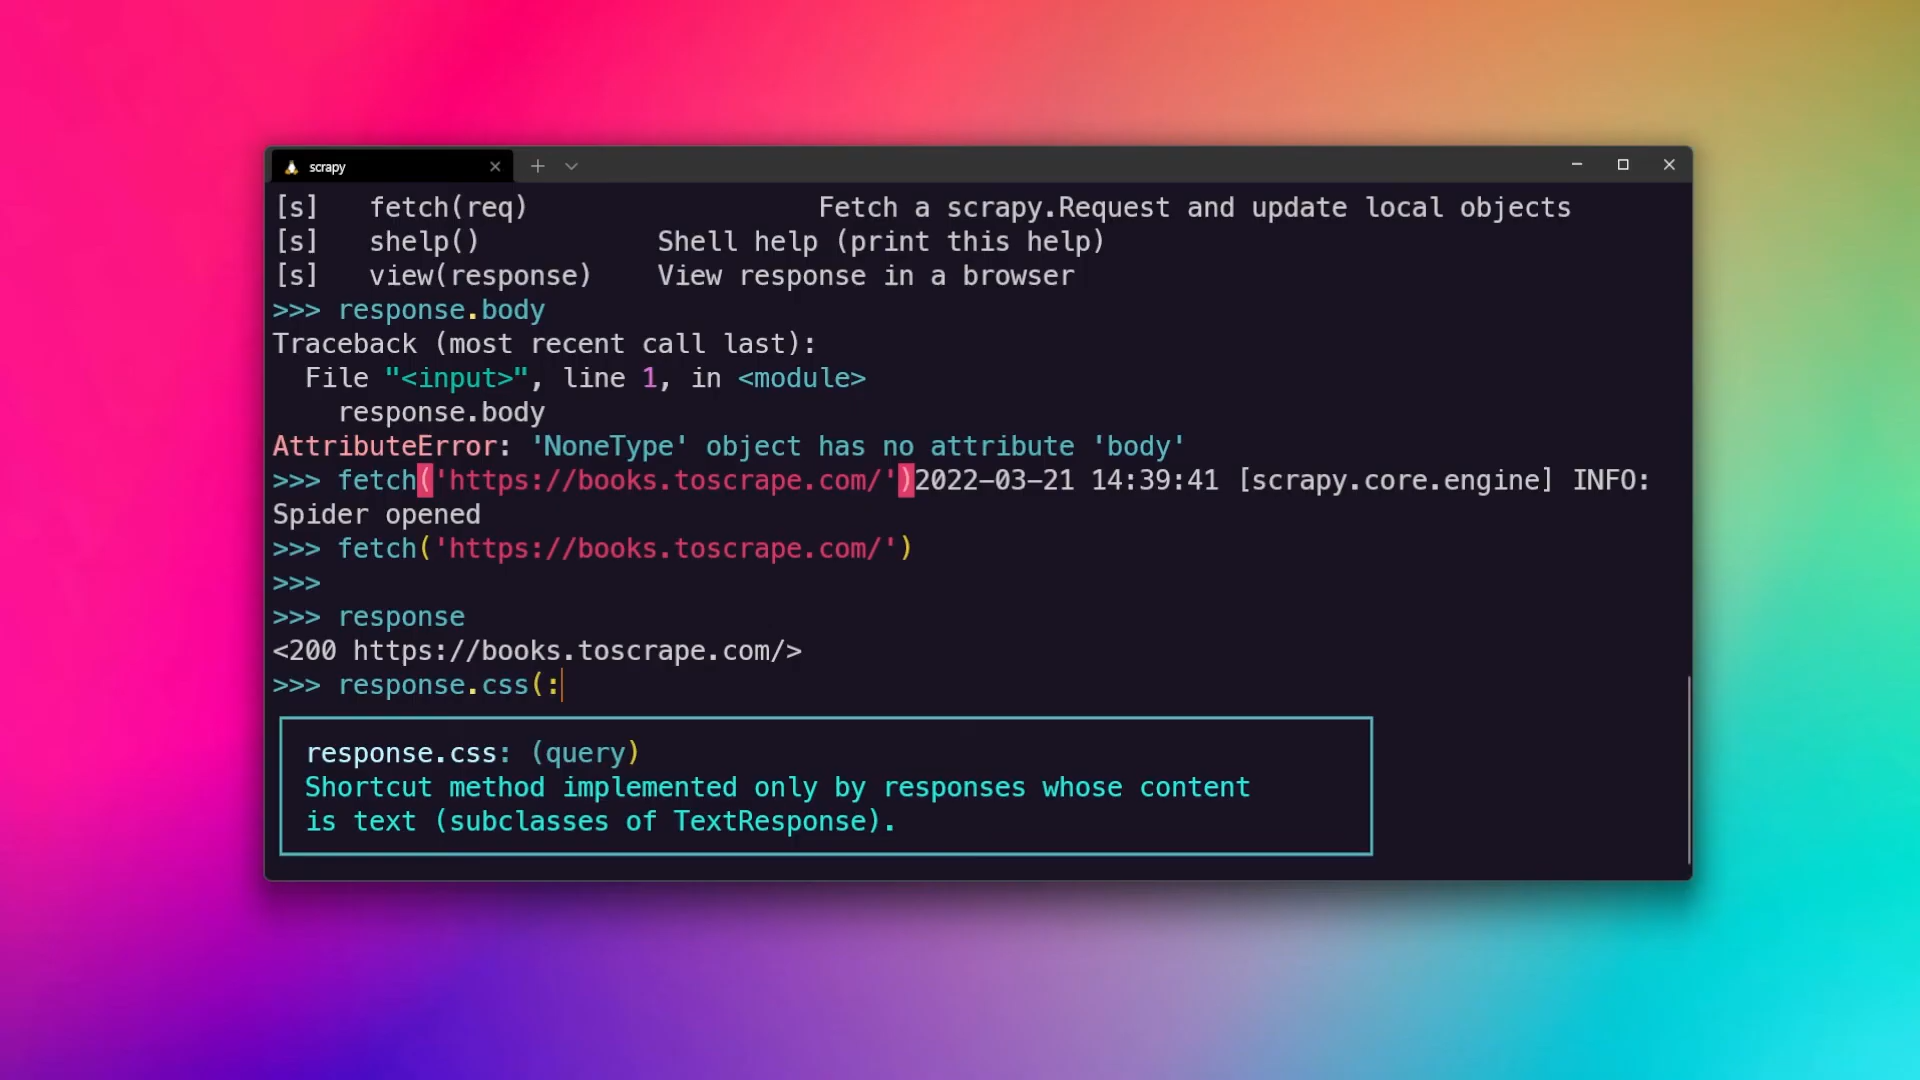 scrapy
[s]   fetch(req)                  Fetch a scrapy.Request and update local objects
[s]   shelp()           Shell help (print this help)
[s]   view(response)    View response in a browser
>>> response.body
Traceback (most recent call last):
  File "<input>", line 1, in <module>
    response.body
AttributeError: 'NoneType' object has no attribute 'body'
>>> fetch('https://books.toscrape.com/')2022-03-21 14:39:41 [scrapy.core.engine] INFO:
Spider opened
>>> fetch('https://books.toscrape.com/')
>>>
>>> response
<200 https://books.toscrape.com/>
>>> response.css(:
response.css: (query)
Shortcut method implemented only by responses whose content
is text (subclasses of TextResponse).